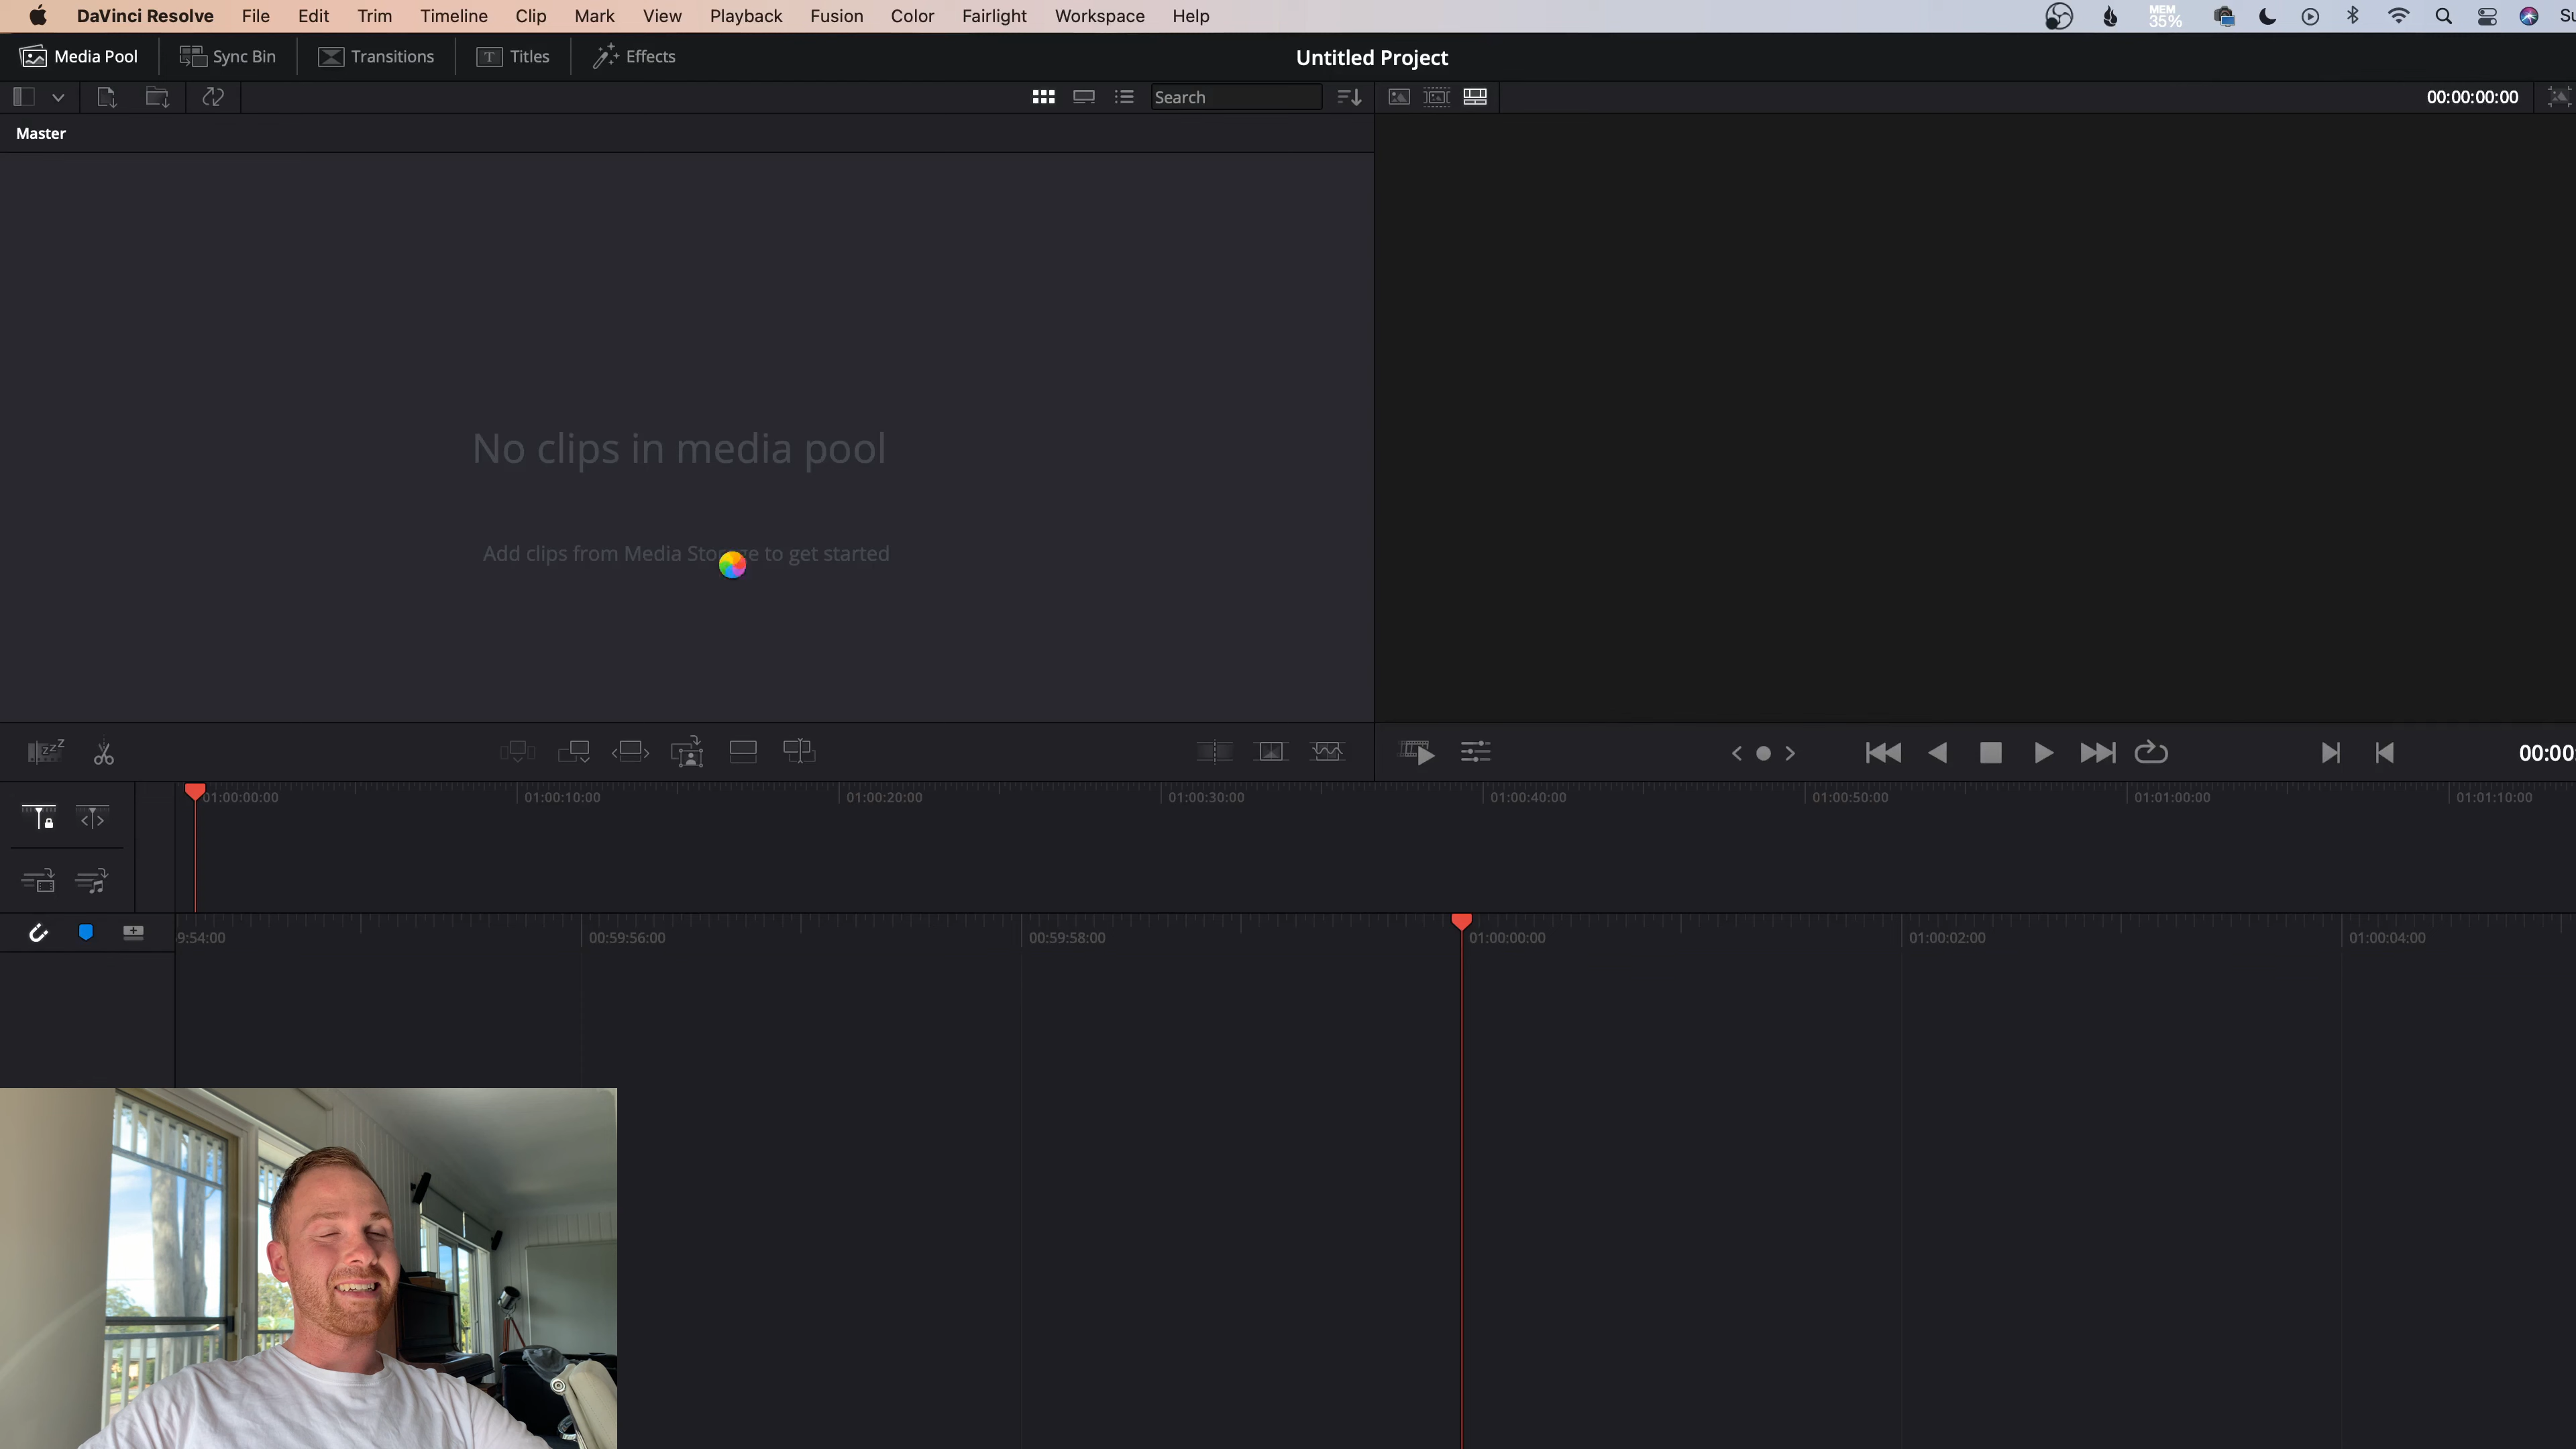 DaVinci Resolve File Edit Trim Timeline Clip Mark View Playback Fusion Color Fairlight Workspace Help MEM 35% Su
Media Pool Sync Bin Transitions Titles Effects Untitled Project
Search 00:00:00:00
Master
No clips in media pool
Add clips from Media Sto ge to get started
zzZ 00:00
01:00:00:00 01:00:10:00 01:00:20:00 01:00:30:00 01:00:40:00 01:00:50:00 01:01:00:00 01:01:10:00
9:54:00 00:59:56:00 00:59:58:00 01:00:00:00 01:00:02:00 01:00:04:00